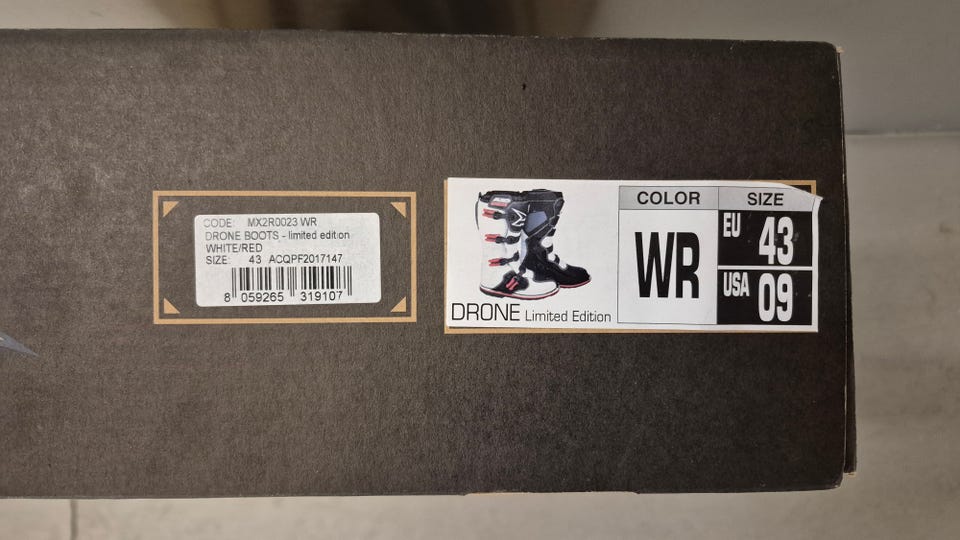 CODE: MX2R0023 WR
DRONE BOOTS - limited edition
WHITE/RED
SIZE: 43 ACQPF2017147
8 059265 319107
DRONE Limited Edition
COLOR
WR
SIZE
EU 43
USA 09